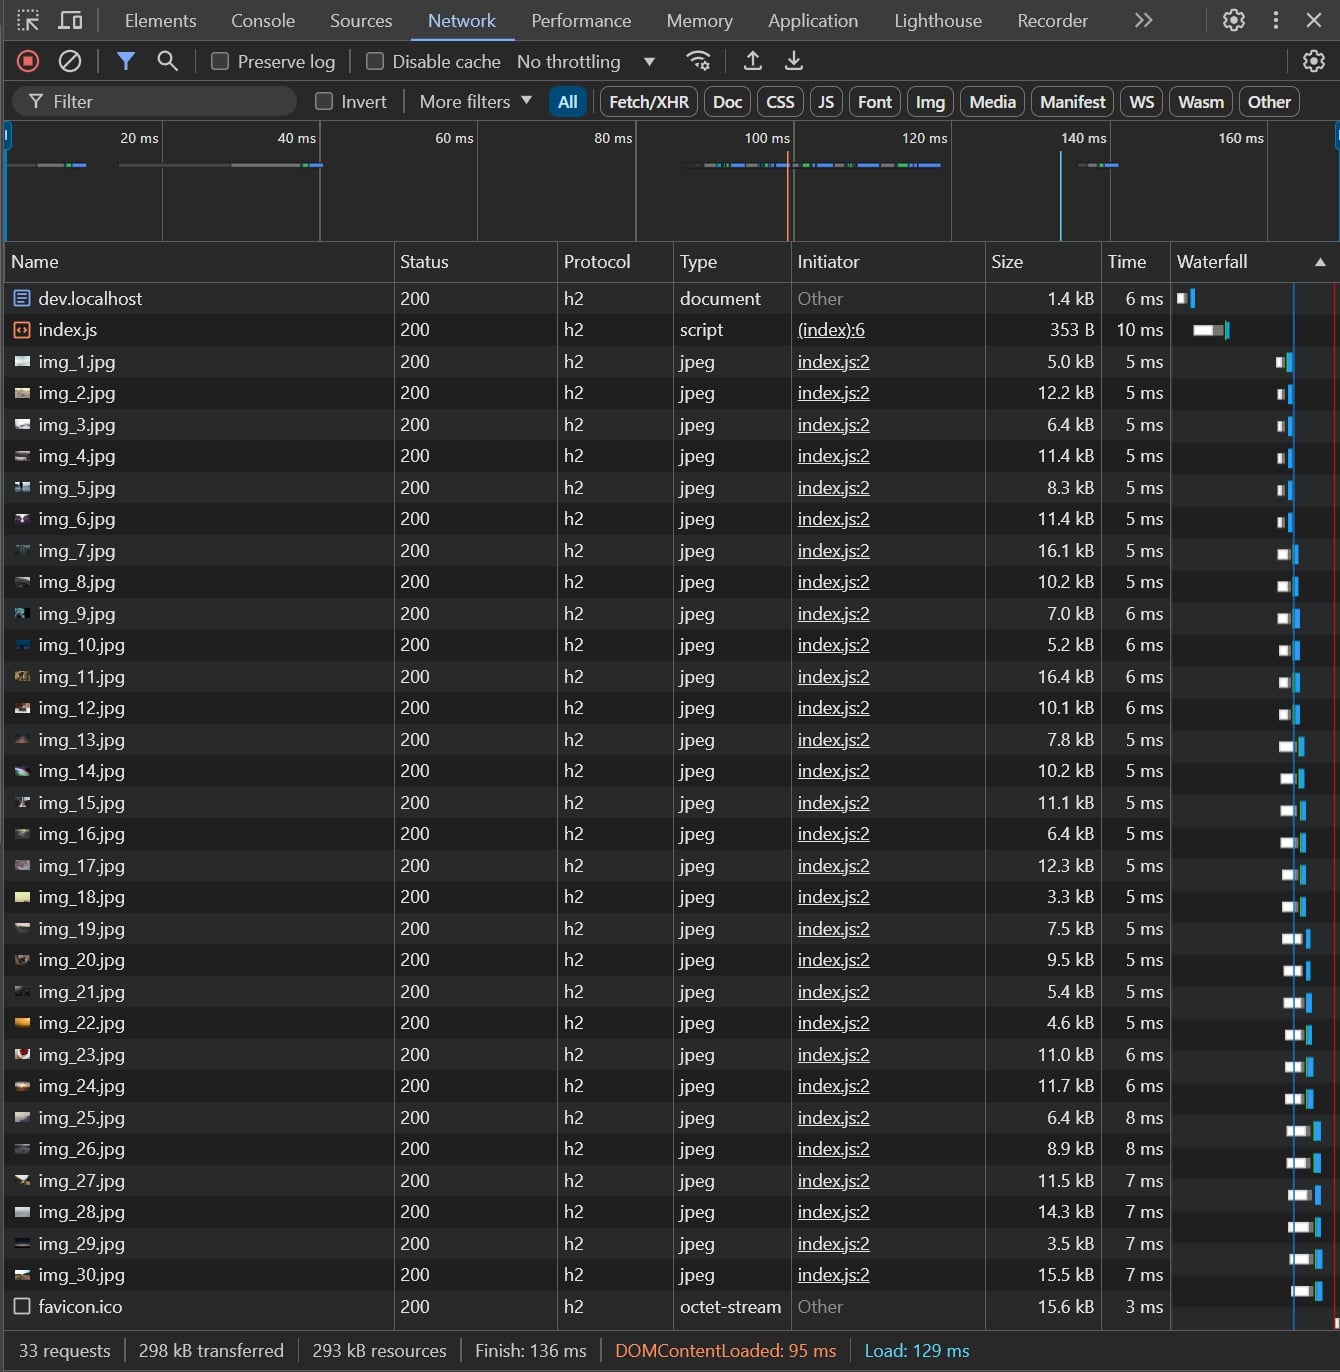 Elements Console Sources Network Performance Memory Application Lighthouse Recorder
Preserve log Disable cache No throttling
Filter Invert More filters All Fetch/XHR Doc CSS JS Font Img Media Manifest WS Wasm Other
20 ms 40 ms 60 ms 80 ms 100 ms 120 ms 140 ms 160 ms
Name Status Protocol Type Initiator Size Time Waterfall
dev.localhost 200 h2 document Other 1.4 kB 6 ms
index.js 200 h2 script (index):6 353 B 10 ms
img_1.jpg 200 h2 jpeg index.js:2 5.0 kB 5 ms
img_2.jpg 200 h2 jpeg index.js:2 12.2 kB 5 ms
img_3.jpg 200 h2 jpeg index.js:2 6.4 kB 5 ms
img_4.jpg 200 h2 jpeg index.js:2 11.4 kB 5 ms
img_5.jpg 200 h2 jpeg index.js:2 8.3 kB 5 ms
img_6.jpg 200 h2 jpeg index.js:2 11.4 kB 5 ms
img_7.jpg 200 h2 jpeg index.js:2 16.1 kB 5 ms
img_8.jpg 200 h2 jpeg index.js:2 10.2 kB 5 ms
img_9.jpg 200 h2 jpeg index.js:2 7.0 kB 6 ms
img_10.jpg 200 h2 jpeg index.js:2 5.2 kB 6 ms
img_11.jpg 200 h2 jpeg index.js:2 16.4 kB 6 ms
img_12.jpg 200 h2 jpeg index.js:2 10.1 kB 6 ms
img_13.jpg 200 h2 jpeg index.js:2 7.8 kB 5 ms
img_14.jpg 200 h2 jpeg index.js:2 10.2 kB 5 ms
img_15.jpg 200 h2 jpeg index.js:2 11.1 kB 5 ms
img_16.jpg 200 h2 jpeg index.js:2 6.4 kB 5 ms
img_17.jpg 200 h2 jpeg index.js:2 12.3 kB 5 ms
img_18.jpg 200 h2 jpeg index.js:2 3.3 kB 5 ms
img_19.jpg 200 h2 jpeg index.js:2 7.5 kB 5 ms
img_20.jpg 200 h2 jpeg index.js:2 9.5 kB 5 ms
img_21.jpg 200 h2 jpeg index.js:2 5.4 kB 5 ms
img_22.jpg 200 h2 jpeg index.js:2 4.6 kB 5 ms
img_23.jpg 200 h2 jpeg index.js:2 11.0 kB 6 ms
img_24.jpg 200 h2 jpeg index.js:2 11.7 kB 6 ms
img_25.jpg 200 h2 jpeg index.js:2 6.4 kB 8 ms
img_26.jpg 200 h2 jpeg index.js:2 8.9 kB 8 ms
img_27.jpg 200 h2 jpeg index.js:2 11.5 kB 7 ms
img_28.jpg 200 h2 jpeg index.js:2 14.3 kB 7 ms
img_29.jpg 200 h2 jpeg index.js:2 3.5 kB 7 ms
img_30.jpg 200 h2 jpeg index.js:2 15.5 kB 7 ms
favicon.ico 200 h2 octet-stream Other 15.6 kB 3 ms
33 requests 298 kB transferred 293 kB resources Finish: 136 ms DOMContentLoaded: 95 ms Load: 129 ms